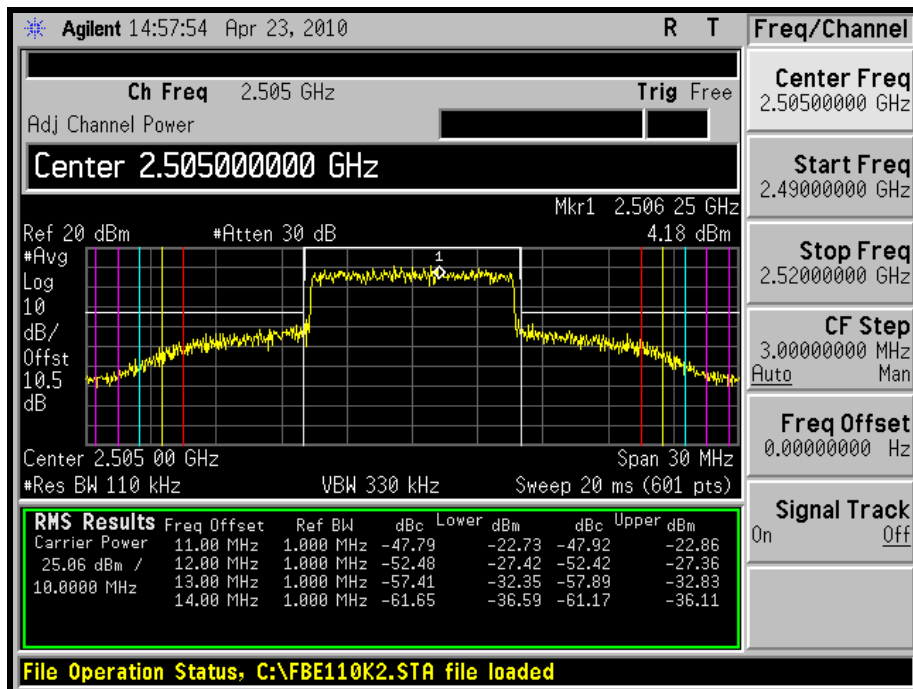 Agilent 14:57:54 Apr 23, 2010 R T
Freq/Channel
Ch Freq 2.505 GHz Trig Free
Adj Channel Power
Center 2.505000000 GHz
Mkr1 2.506 25 GHz
Ref 20 dBm #Atten 30 dB 4.18 dBm
#Avg
Log
10
dB/
Offst
10.5
dB
1
Center 2.505 00 GHz Span 30 MHz
#Res BW 110 kHz VBW 330 kHz Sweep 20 ms (601 pts)
RMS Results Freq Offset Ref BW dBc Lower dBm dBc Upper dBm
Carrier Power 11.00 MHz 1.000 MHz -47.79 -22.73 -47.92 -22.86
25.06 dBm / 12.00 MHz 1.000 MHz -52.48 -27.42 -52.42 -27.36
10.0000 MHz 13.00 MHz 1.000 MHz -57.41 -32.35 -57.89 -32.83
14.00 MHz 1.000 MHz -61.65 -36.59 -61.17 -36.11
Center Freq
2.50500000 GHz
Start Freq
2.49000000 GHz
Stop Freq
2.52000000 GHz
CF Step
3.00000000 MHz
Auto Man
Freq Offset
0.00000000 Hz
Signal Track
On Off
File Operation Status, C:\FBE110K2.STA file loaded